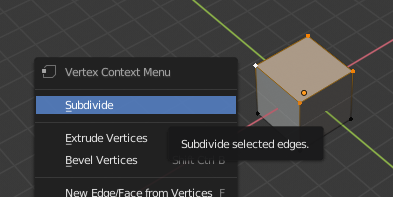 Vertex Context Menu
Subdivide
Extrude Vertices
Subdivide selected edges.
Bevel Vertices Shift Ctrl B
New Edge/Face from Vertices F